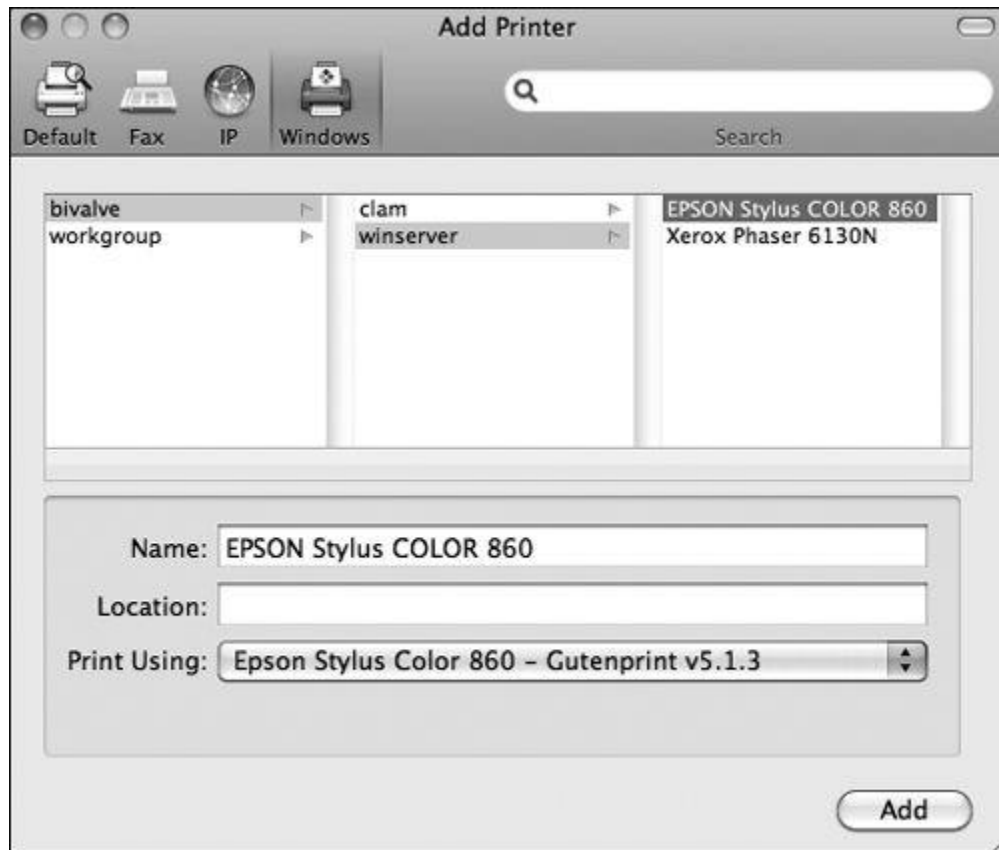 Add Printer
Default Fax IP Windows Search
bivalve clam EPSON Stylus COLOR 860
workgroup winserver Xerox Phaser 6130N
Name: EPSON Stylus COLOR 860
Location:
Print Using: Epson Stylus Color 860 – Gutenprint v5.1.3
Add